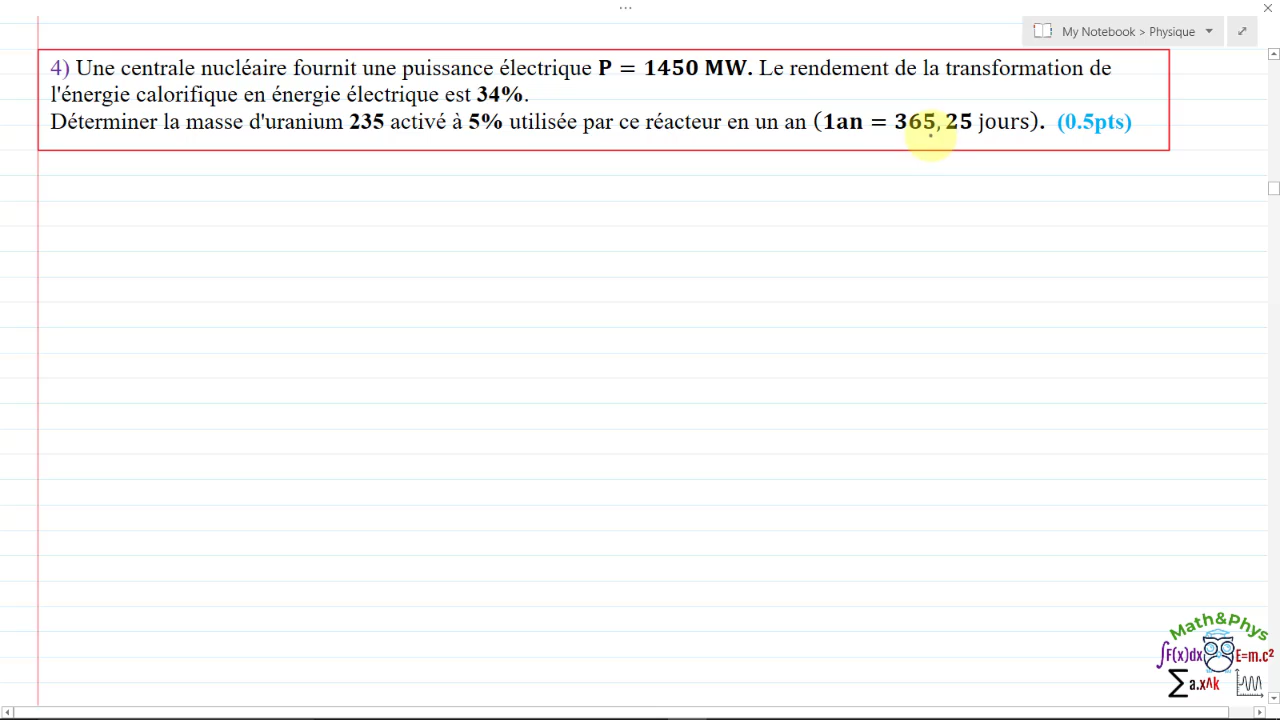 My Notebook > Physique
4) Une centrale nucléaire fournit une puissance électrique P = 1450 MW. Le rendement de la transformation de
l'énergie calorifique en énergie électrique est 34%.
Déterminer la masse d'uranium 235 activé à 5% utilisée par ce réacteur en un an (1an = 365,25 jours). (0.5pts)
Math&Phys
∫F(x)dx E=m.c²
∑ a.x^k